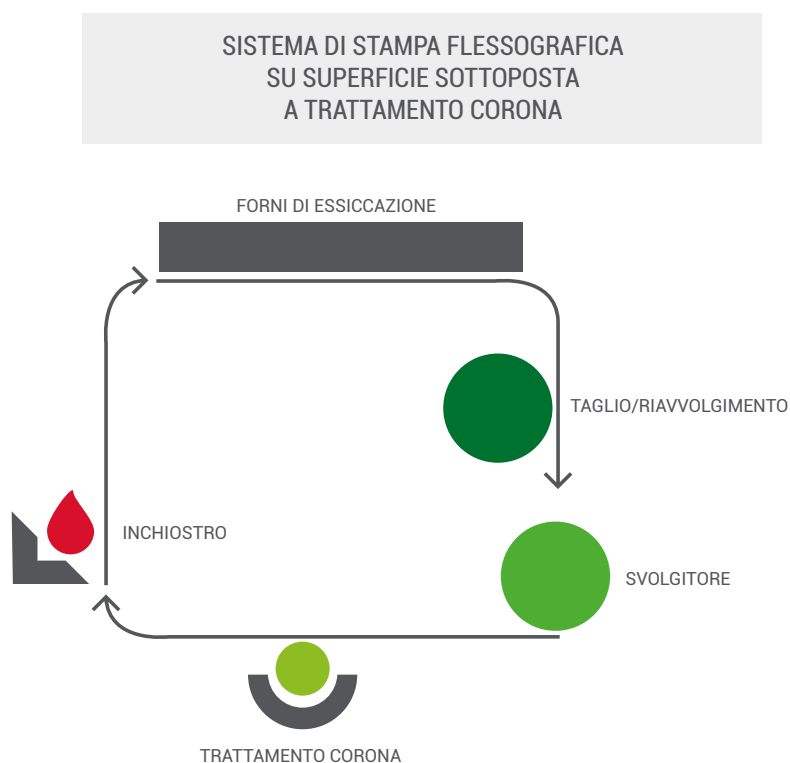 SISTEMA DI STAMPA FLESSOGRAFICA
SU SUPERFICIE SOTTOPOSTA
A TRATTAMENTO CORONA
FORNI DI ESSICCAZIONE
TAGLIO/RIAVVOLGIMENTO
INCHIOSTRO
SVOLGITORE
TRATTAMENTO CORONA